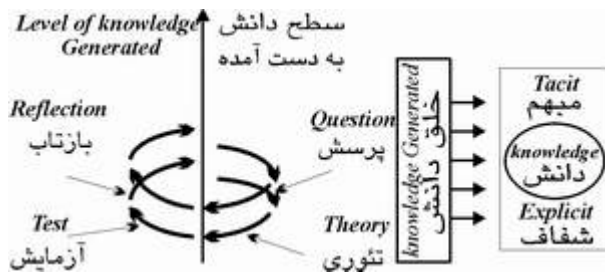 Level of knowledge
Generated
سطح دانش
به دست آمده
Reflection
بازتاب
Question
پرسش
Test
آزمایش
Theory
تئوری
knowledge Generated
خلق دانش
Tacit
مبهم
knowledge
دانش
Explicit
شفاف